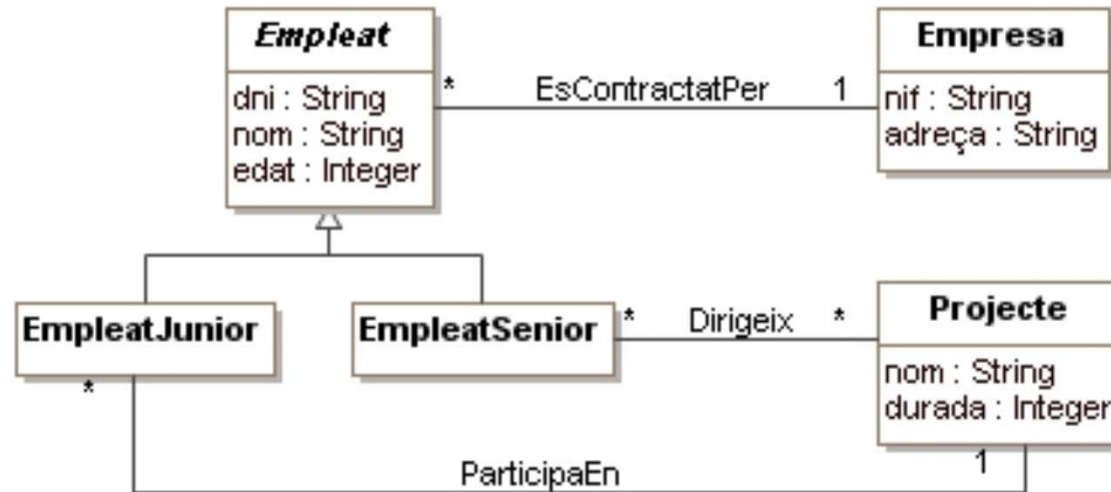 Empleat
dni : String
nom : String
edat : Integer
* EsContractatPer 1
Empresa
nif : String
adreça : String
EmpleatJunior
*
EmpleatSenior
* Dirigeix *
Projecte
nom : String
durada : Integer
1
ParticipaEn